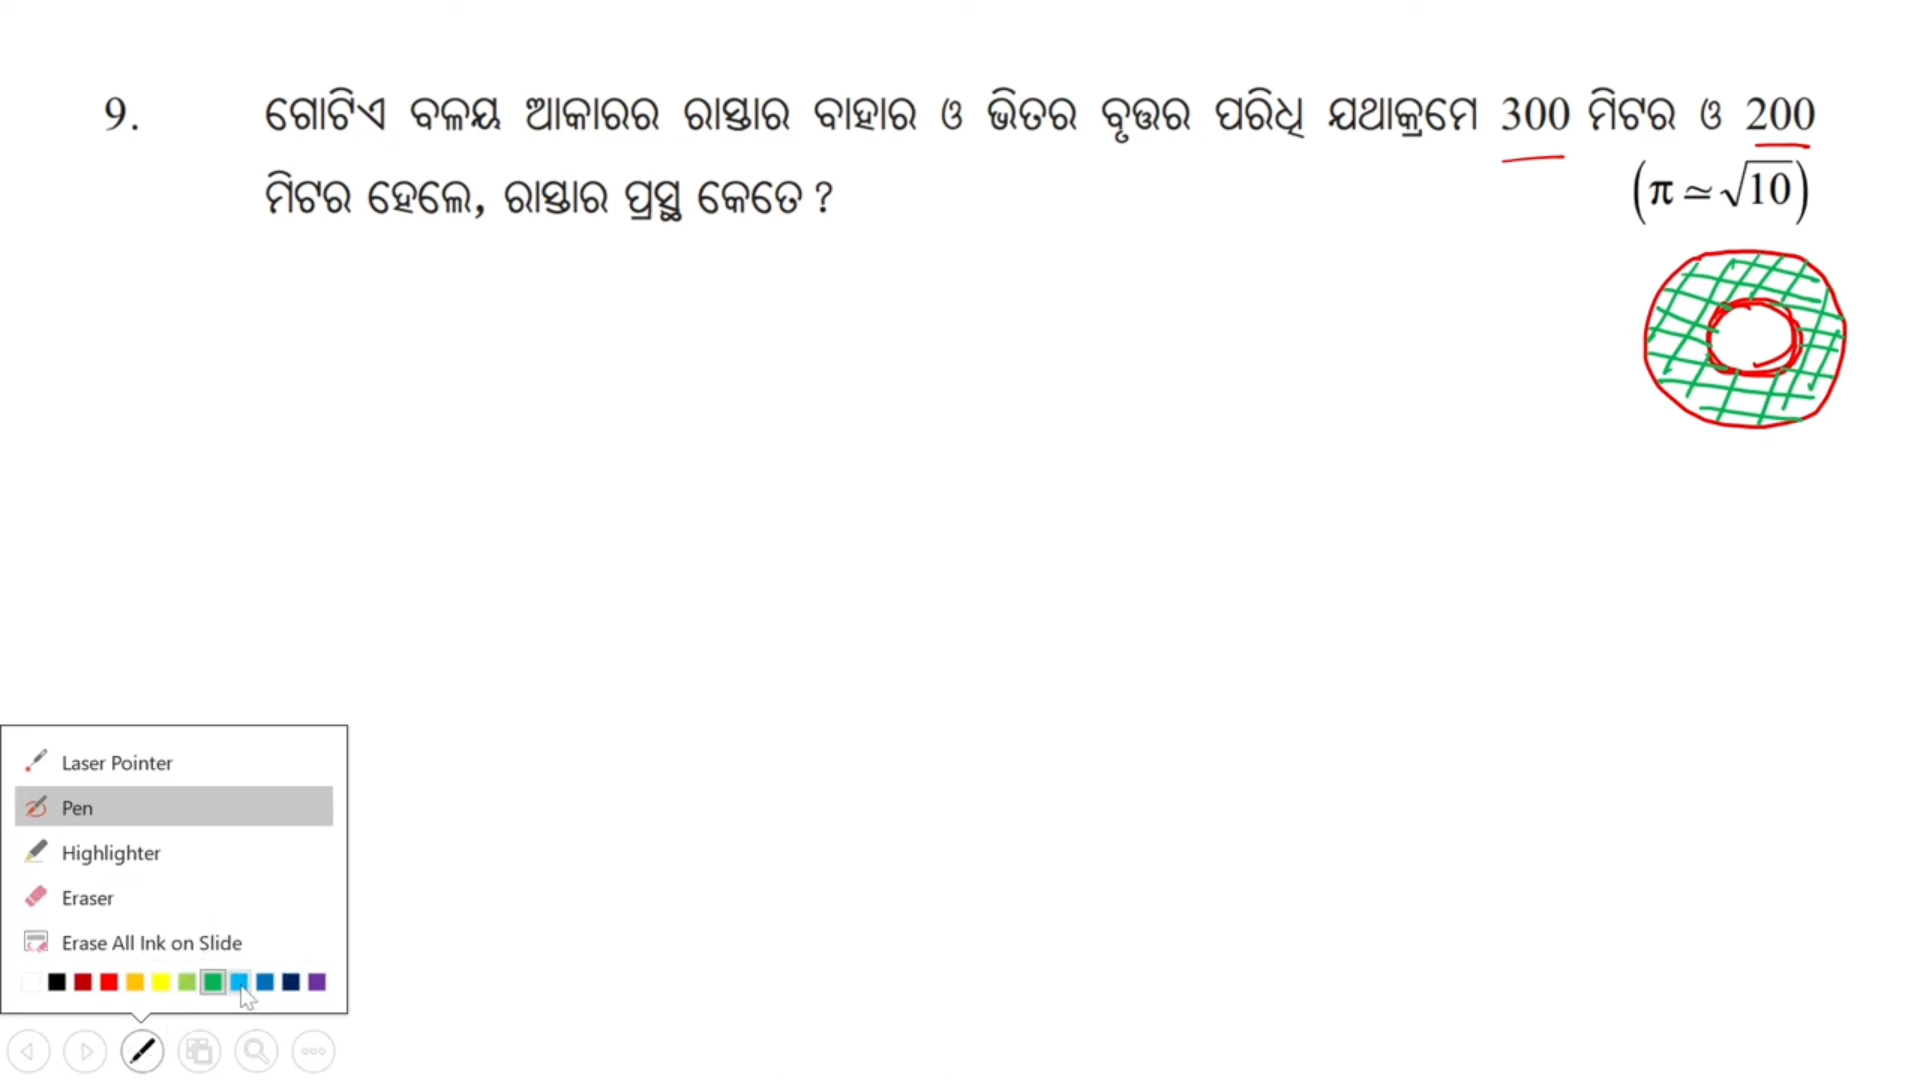 9. ଗୋଟିଏ ବଳୟ ଆକାରର ରାସ୍ତାର ବାହାର ଓ ଭିତର ବୃତ୍ତର ପରିଧି ଯଥାକ୍ରମେ 300 ମିଟର ଓ 200
ମିଟର ହେଲେ, ରାସ୍ତାର ପ୍ରସ୍ଥ କେତେ ? (π ≃ √10)
Laser Pointer
Pen
Highlighter
Eraser
Erase All Ink on Slide